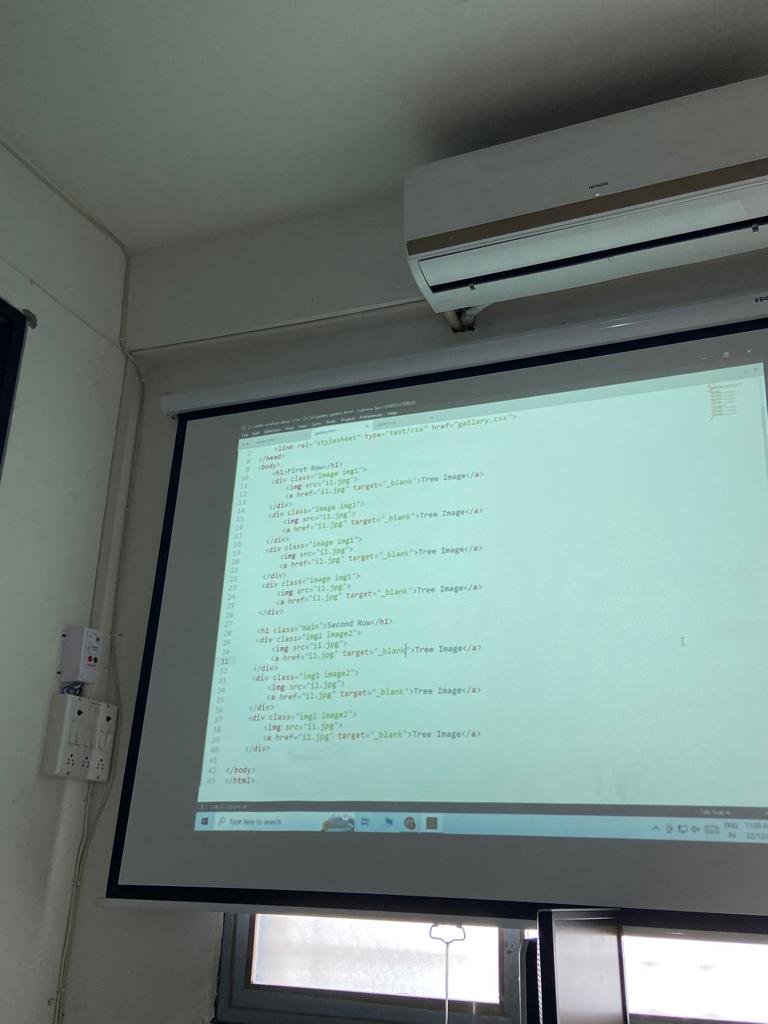 HITACHI
File Edit Selection Find View Goto Tools Project Preferences Help
7 <link rel="stylesheet" type="text/css" href="gallery.css">
8 </head>
9 <body>
10 <h1>First Row</h1>
11 <div class="image img1">
12 <img src="i1.jpg">
13 <a href="i1.jpg" target="_blank">Tree Image</a>
14 </div>
15 <div class="image img1">
16 <img src="i1.jpg">
17 <a href="i1.jpg" target="_blank">Tree Image</a>
18 </div>
19 <div class="image img1">
20 <img src="i1.jpg">
21 <a href="i1.jpg" target="_blank">Tree Image</a>
22 </div>
23 <div class="image img1">
24 <img src="i1.jpg">
25 <a href="i1.jpg" target="_blank">Tree Image</a>
26 </div>
27
28 <h1 class="main">Second Row</h1>
29 <div class="img1 image2">
30 <img src="i1.jpg">
31 <a href="i1.jpg" target="_blank">Tree Image</a>
32 </div>
33 <div class="img1 image2">
34 <img src="i1.jpg">
35 <a href="i1.jpg" target="_blank">Tree Image</a>
36 </div>
37 <div class="img1 image2">
38 <img src="i1.jpg">
39 <a href="i1.jpg" target="_blank">Tree Image</a>
40 </div>
41
42 </body>
43 </html>
Tab Size 4
Type here to search
ENG 11:00
IN 22/12/